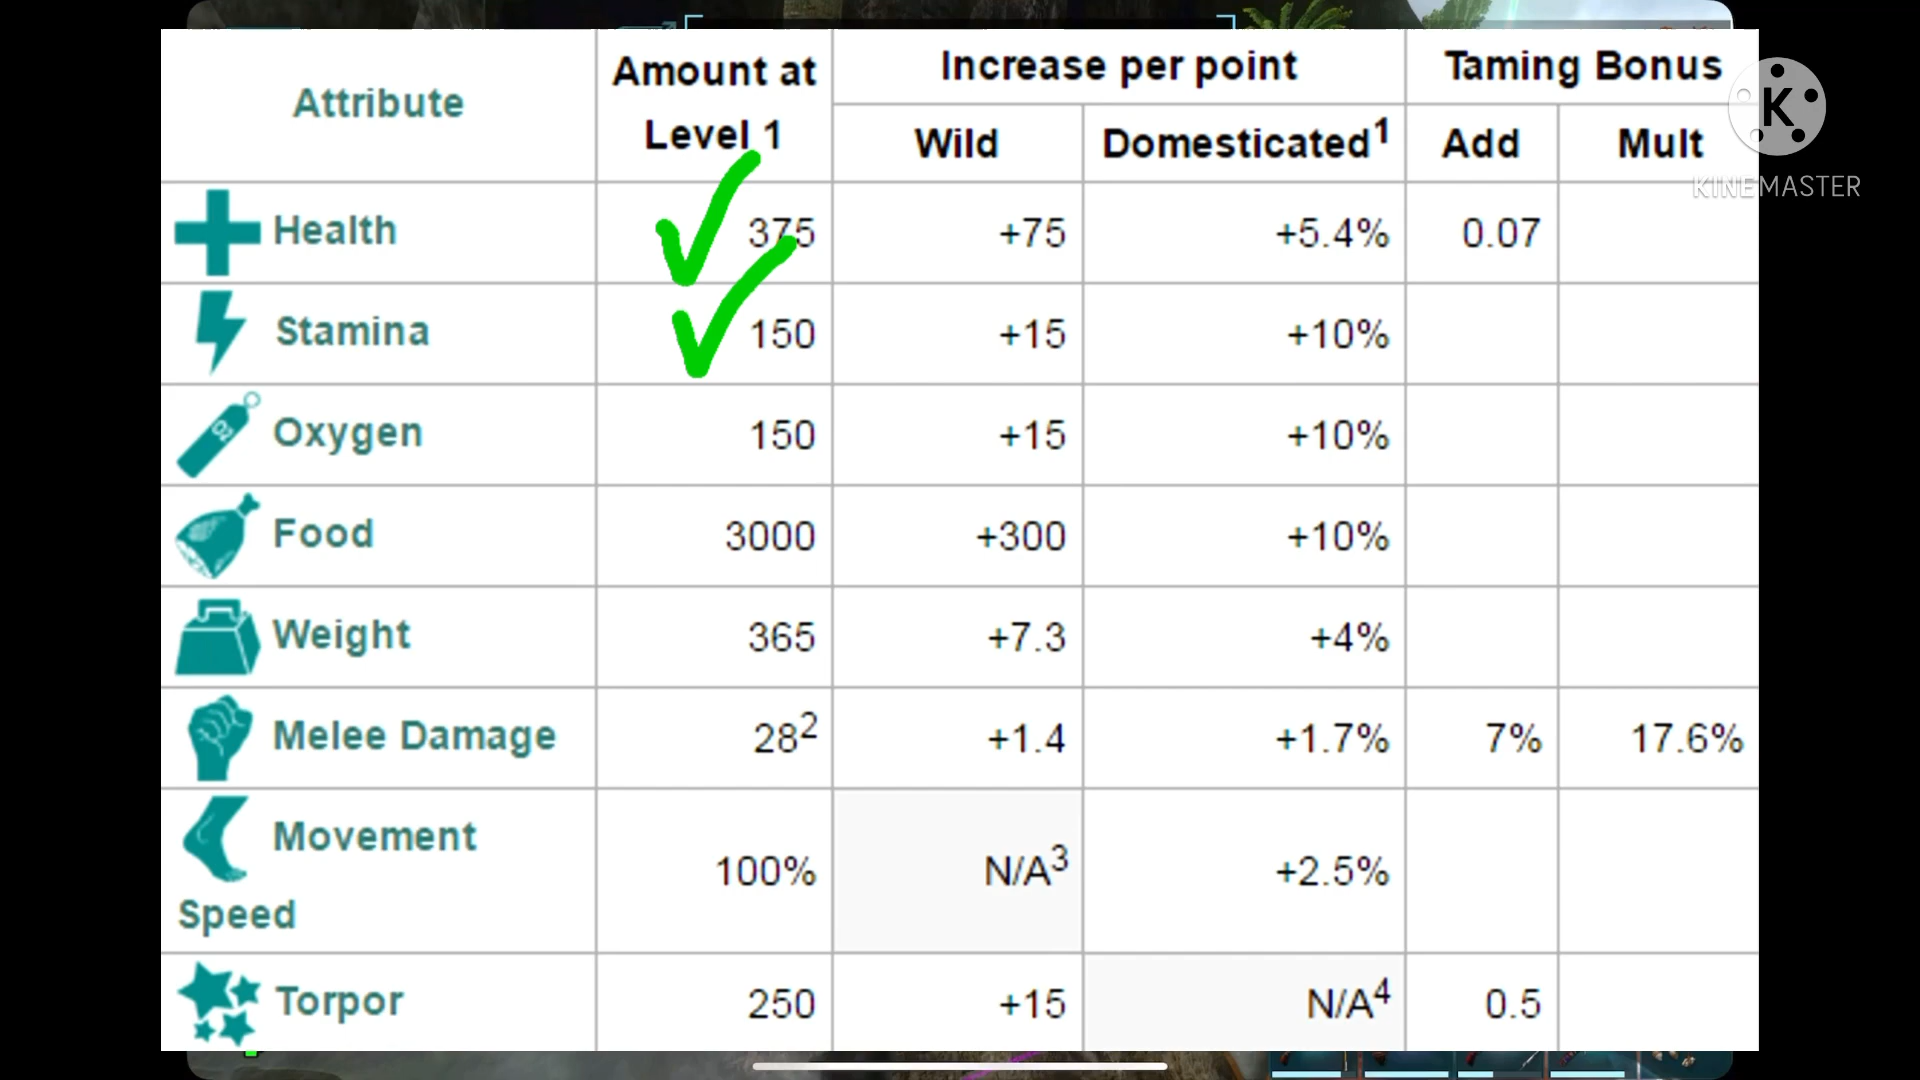 Attribute Amount at Level 1 Increase per point Taming Bonus
Wild Domesticated1 Add Mult
K
KINEMASTER
Health 375 +75 +5.4% 0.07
Stamina 150 +15 +10%
O2
Oxygen 150 +15 +10%
Food 3000 +300 +10%
Weight 365 +7.3 +4%
Melee Damage 28² +1.4 +1.7% 7% 17.6%
Movement Speed 100% N/A³ +2.5%
Torpor 250 +15 N/A⁴ 0.5